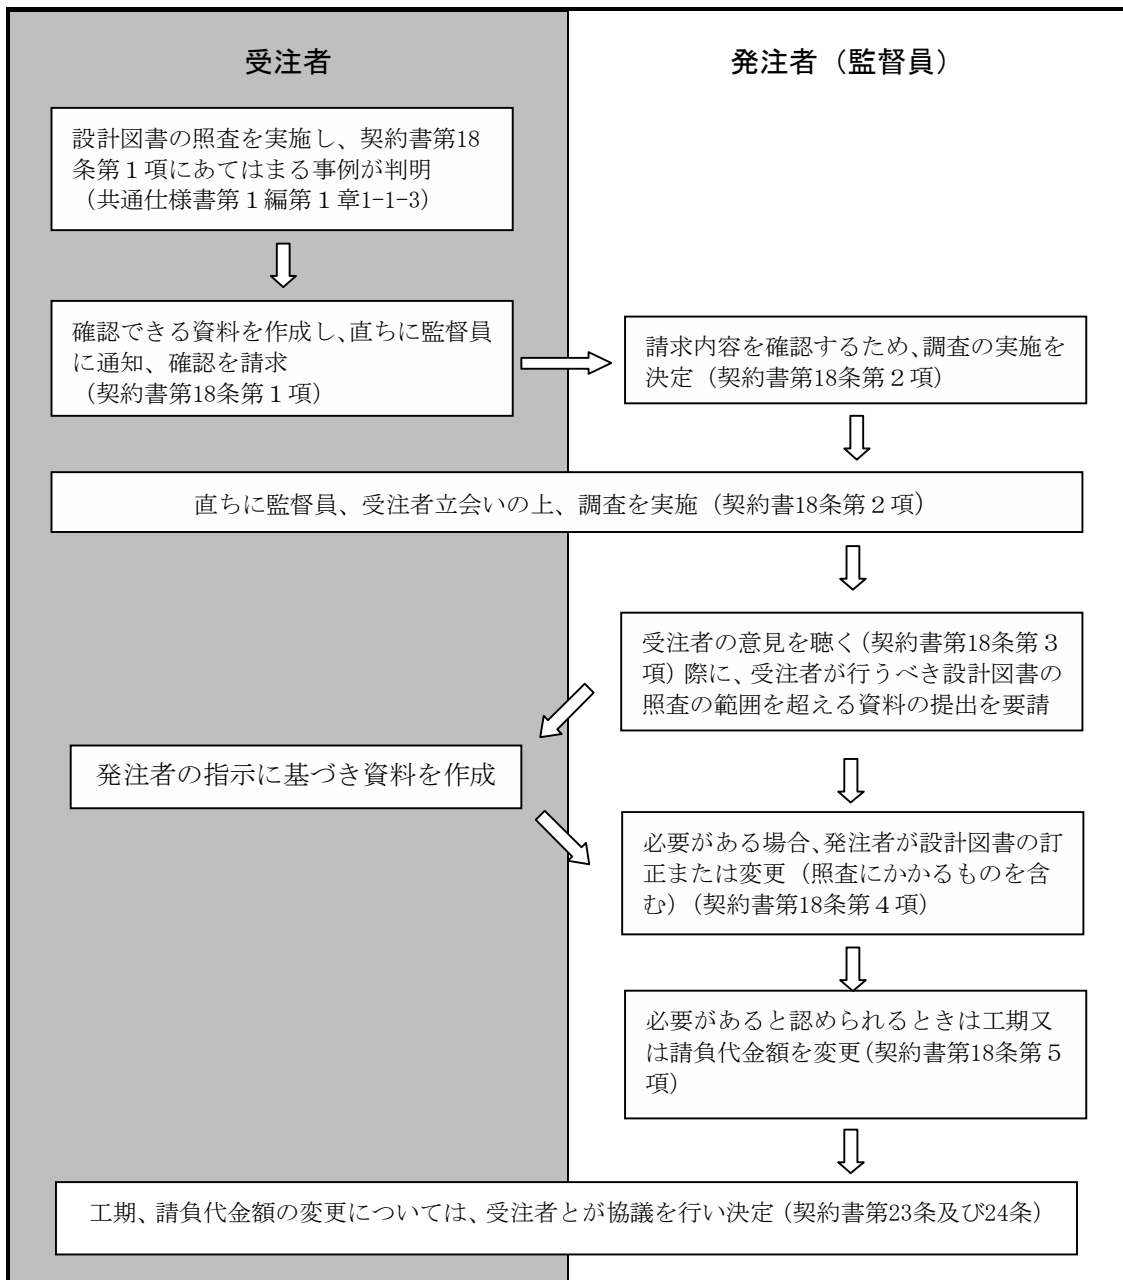 受注者
発注者（監督員）
設計図書の照査を実施し、契約書第18
条第１項にあてはまる事例が判明
（共通仕様書第１編第１章1-1-3）
確認できる資料を作成し、直ちに監督員
に通知、確認を請求
（契約書第18条第１項）
請求内容を確認するため、調査の実施を
決定（契約書第18条第２項）
直ちに監督員、受注者立会いの上、調査を実施（契約書18条第２項）
受注者の意見を聴く（契約書第18条第３
項）際に、受注者が行うべき設計図書の
照査の範囲を超える資料の提出を要請
発注者の指示に基づき資料を作成
必要がある場合、発注者が設計図書の訂
正または変更（照査にかかるものを含
む）（契約書第18条第４項）
必要があると認められるときは工期又
は請負代金額を変更（契約書第18条第５
項）
工期、請負代金額の変更については、受注者とが協議を行い決定（契約書第23条及び24条）